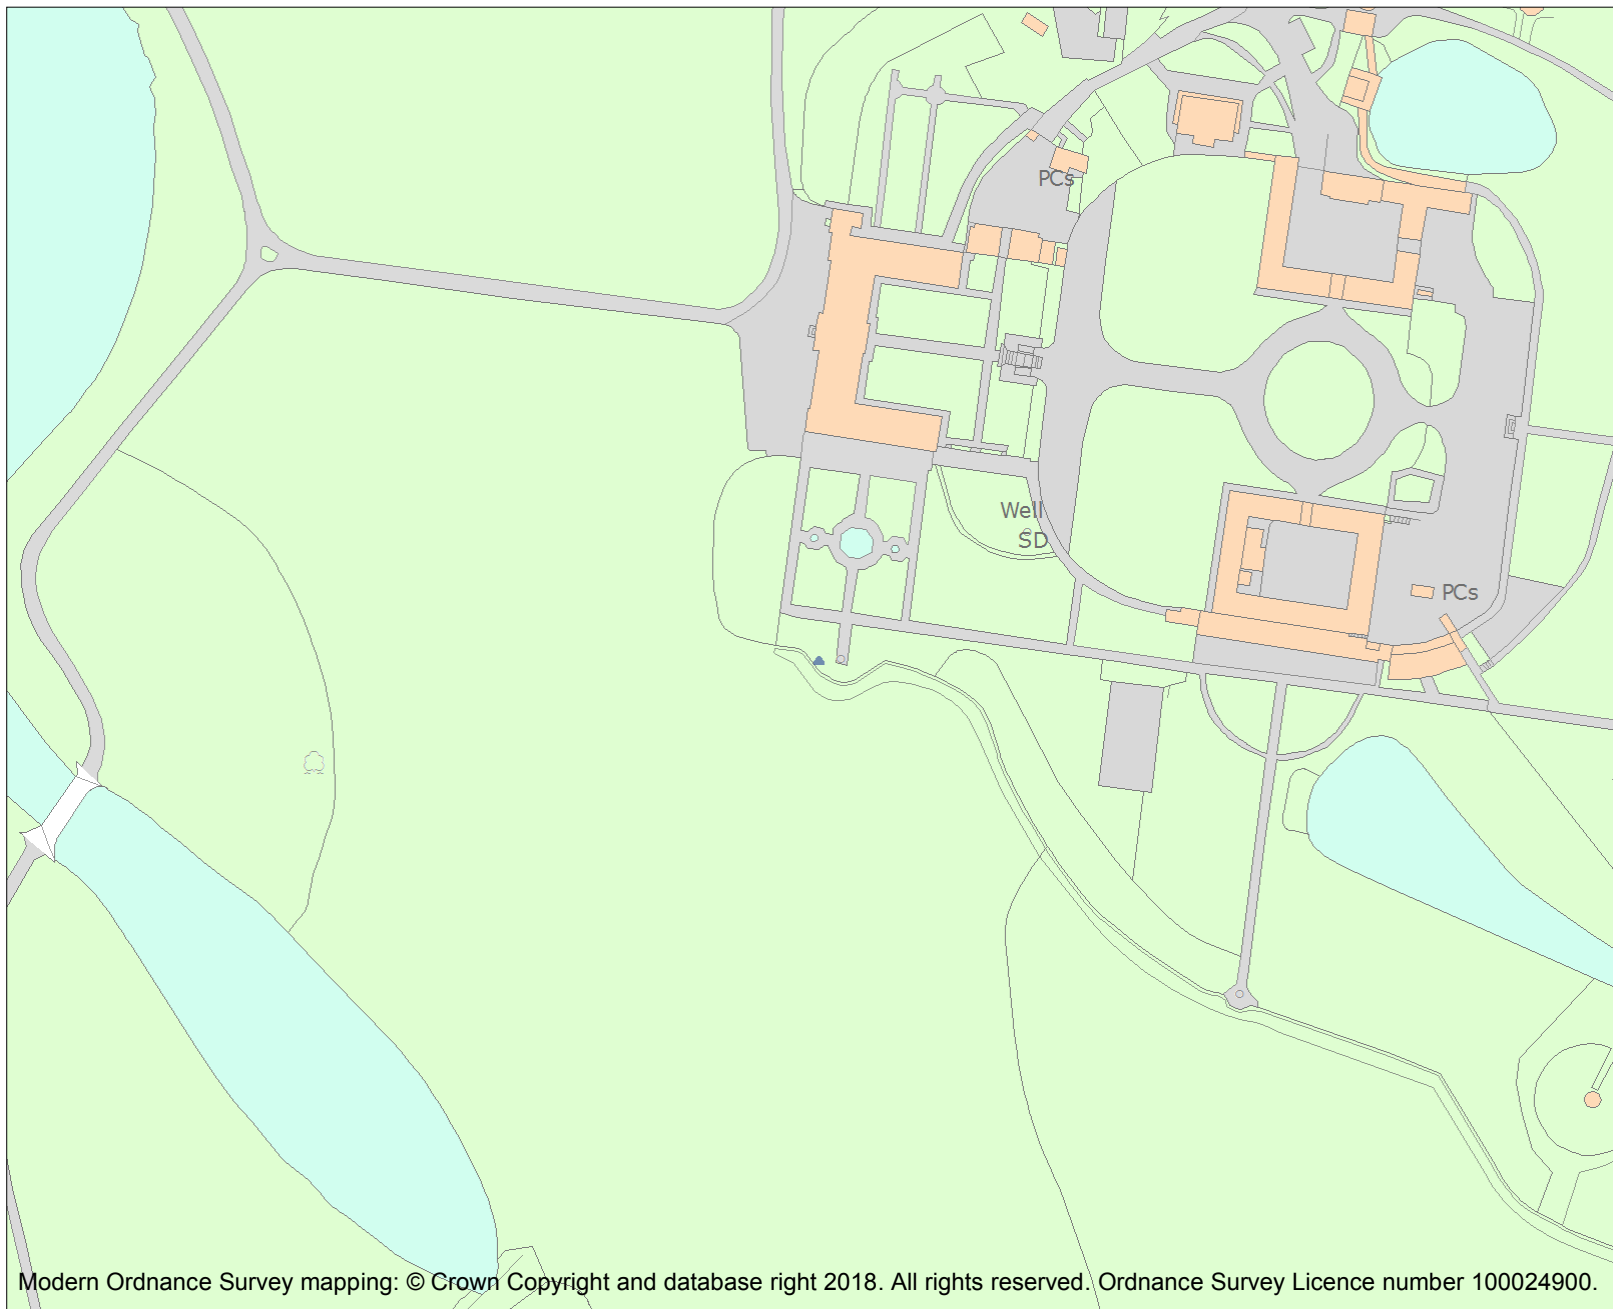 PCs
Well
SD
PCs
Modern Ordnance Survey mapping: © Crown Copyright and database right 2018. All rights reserved. Ordnance Survey Licence number 100024900.